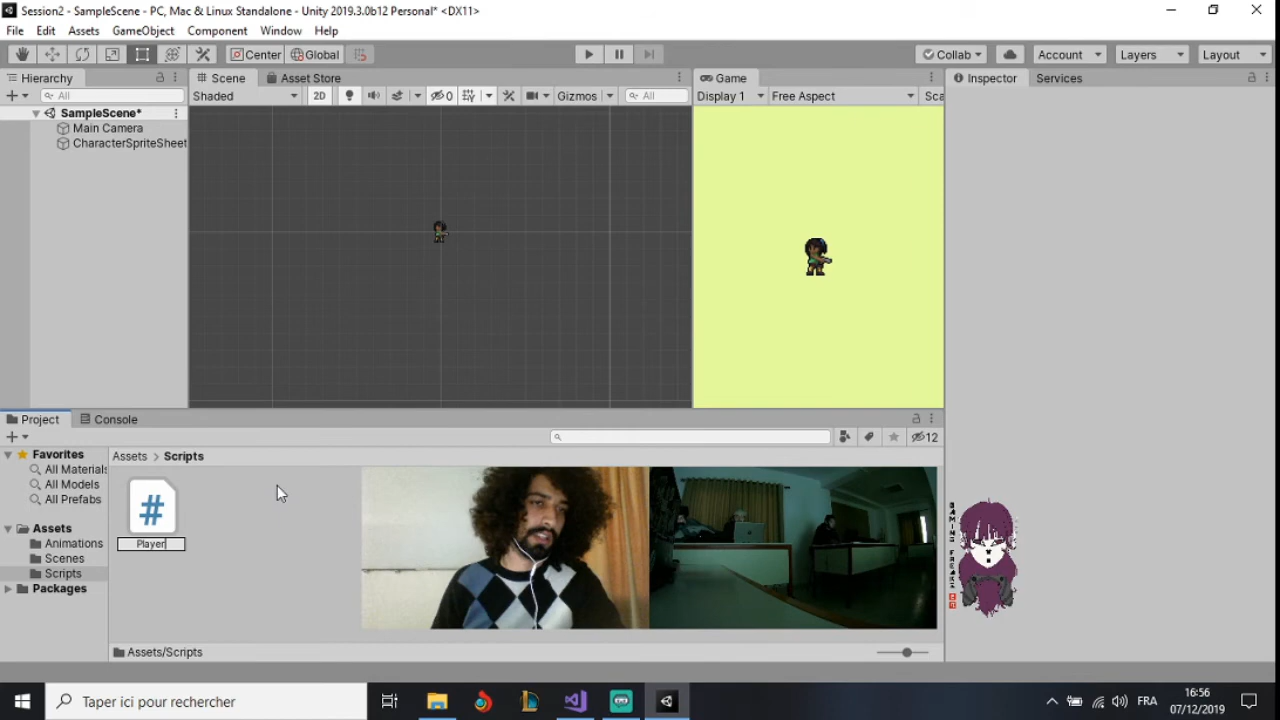 Session2 - SampleScene - PC, Mac & Linux Standalone - Unity 2019.3.0b12 Personal* <DX11>
File Edit Assets GameObject Component Window Help
Center Global Collab Account Layers Layout
Hierarchy Scene Asset Store Game Inspector Services
All Shaded 2D 0 Gizmos All Display 1 Free Aspect Sca
SampleScene*
Main Camera
CharacterSpriteSheet
Project Console
12
Favorites Assets > Scripts
All Materials
All Models
All Prefabs
Assets
Animations
Scenes
Scripts
Packages
#
Player
GAMING FREAKS
Assets/Scripts
Taper ici pour rechercher
FRA
16:56
07/12/2019